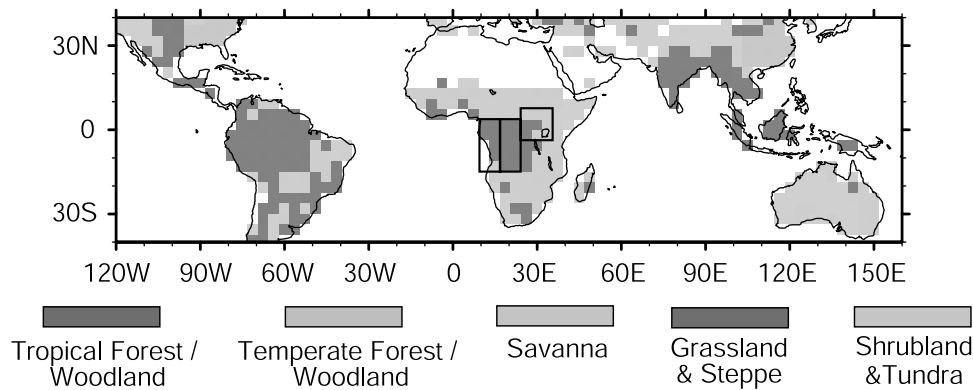 30N
0
30S
120W 90W 60W 30W 0 30E 60E 90E 120E 150E
Tropical Forest /
Woodland
Temperate Forest /
Woodland
Savanna
Grassland
& Steppe
Shrubland
&Tundra